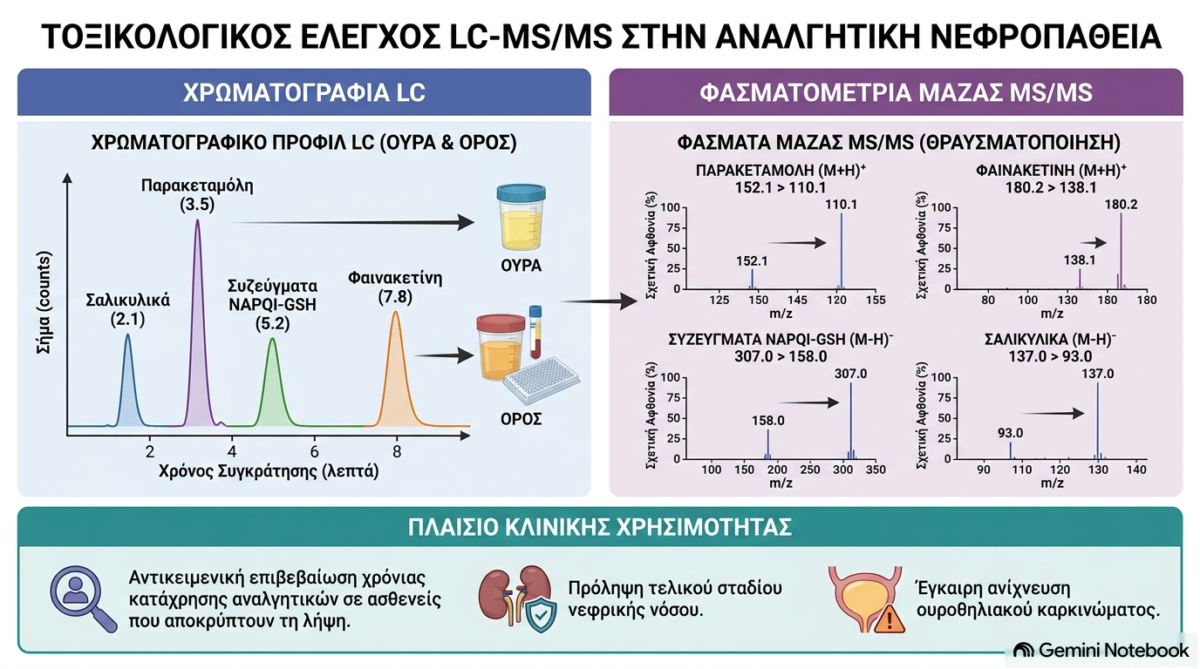 ΤΟΞΙΚΟΛΟΓΙΚΟΣ ΕΛΕΓΧΟΣ LC-MS/MS ΣΤΗΝ ΑΝΑΛΓΗΤΙΚΗ ΝΕΦΡΟΠΑΘΕΙΑ
ΧΡΩΜΑΤΟΓΡΑΦΙΑ LC
ΧΡΩΜΑΤΟΓΡΑΦΙΚΟ ΠΡΟΦΙΛ LC (ΟΥΡΑ & ΟΡΟΣ)
Σήμα (counts)
Σαλικυλικά
(2.1)
Παρακεταμόλη
(3.5)
Συζεύγματα
NAPQI-GSH
(5.2)
Φαινακετίνη
(7.8)
2 4 6 8
Χρόνος Συγκράτησης (λεπτά)
ΟΥΡΑ
ΟΡΟΣ
ΦΑΣΜΑΤΟΜΕΤΡΙΑ ΜΑΖΑΣ MS/MS
ΦΑΣΜΑΤΑ ΜΑΖΑΣ MS/MS (ΘΡΑΥΣΜΑΤΟΠΟΙΗΣΗ)
ΠΑΡΑΚΕΤΑΜΟΛΗ (M+H)⁺
152.1 > 110.1
Σχετική Αφθονία (%)
100
75
50
25
0
152.1
110.1
125 150 145 120 155
m/z
ΦΑΙΝΑΚΕΤΙΝΗ (M+H)⁺
180.2 > 138.1
Σχετική Αφθονία (%)
100
75
50
25
0
138.1
180.2
80 100 130 160 180
m/z
ΣΥΖΕΥΓΜΑΤΑ NAPQI-GSH (M-H)⁻
307.0 > 158.0
Σχετική Αφθονία (%)
100
75
50
25
0
158.0
307.0
100 150 200 250 300 350
m/z
ΣΑΛΙΚΥΛΙΚΑ (M-H)⁻
137.0 > 93.0
Σχετική Αφθονία (%)
100
75
50
25
0
93.0
137.0
90 110 110 130 140
m/z
ΠΛΑΙΣΙΟ ΚΛΙΝΙΚΗΣ ΧΡΗΣΙΜΟΤΗΤΑΣ
Αντικειμενική επιβεβαίωση χρόνιας
κατάχρησης αναλγητικών σε ασθενείς
που αποκρύπτουν τη λήψη.
Πρόληψη τελικού σταδίου
νεφρικής νόσου.
Έγκαιρη ανίχνευση
ουροθηλιακού καρκινώματος.
Gemini Notebook